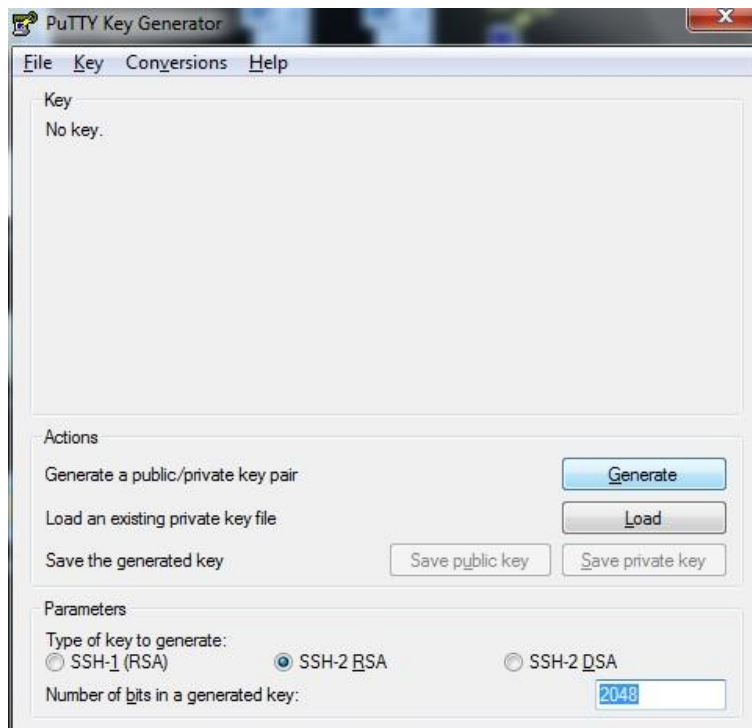 PuTTY Key Generator
x
File Key Conversions Help
Key
No key.
Actions
Generate a public/private key pair
Generate
Load an existing private key file
Load
Save the generated key
Save public key
Save private key
Parameters
Type of key to generate:
SSH-1 (RSA)
SSH-2 RSA
SSH-2 DSA
Number of bits in a generated key:
2048